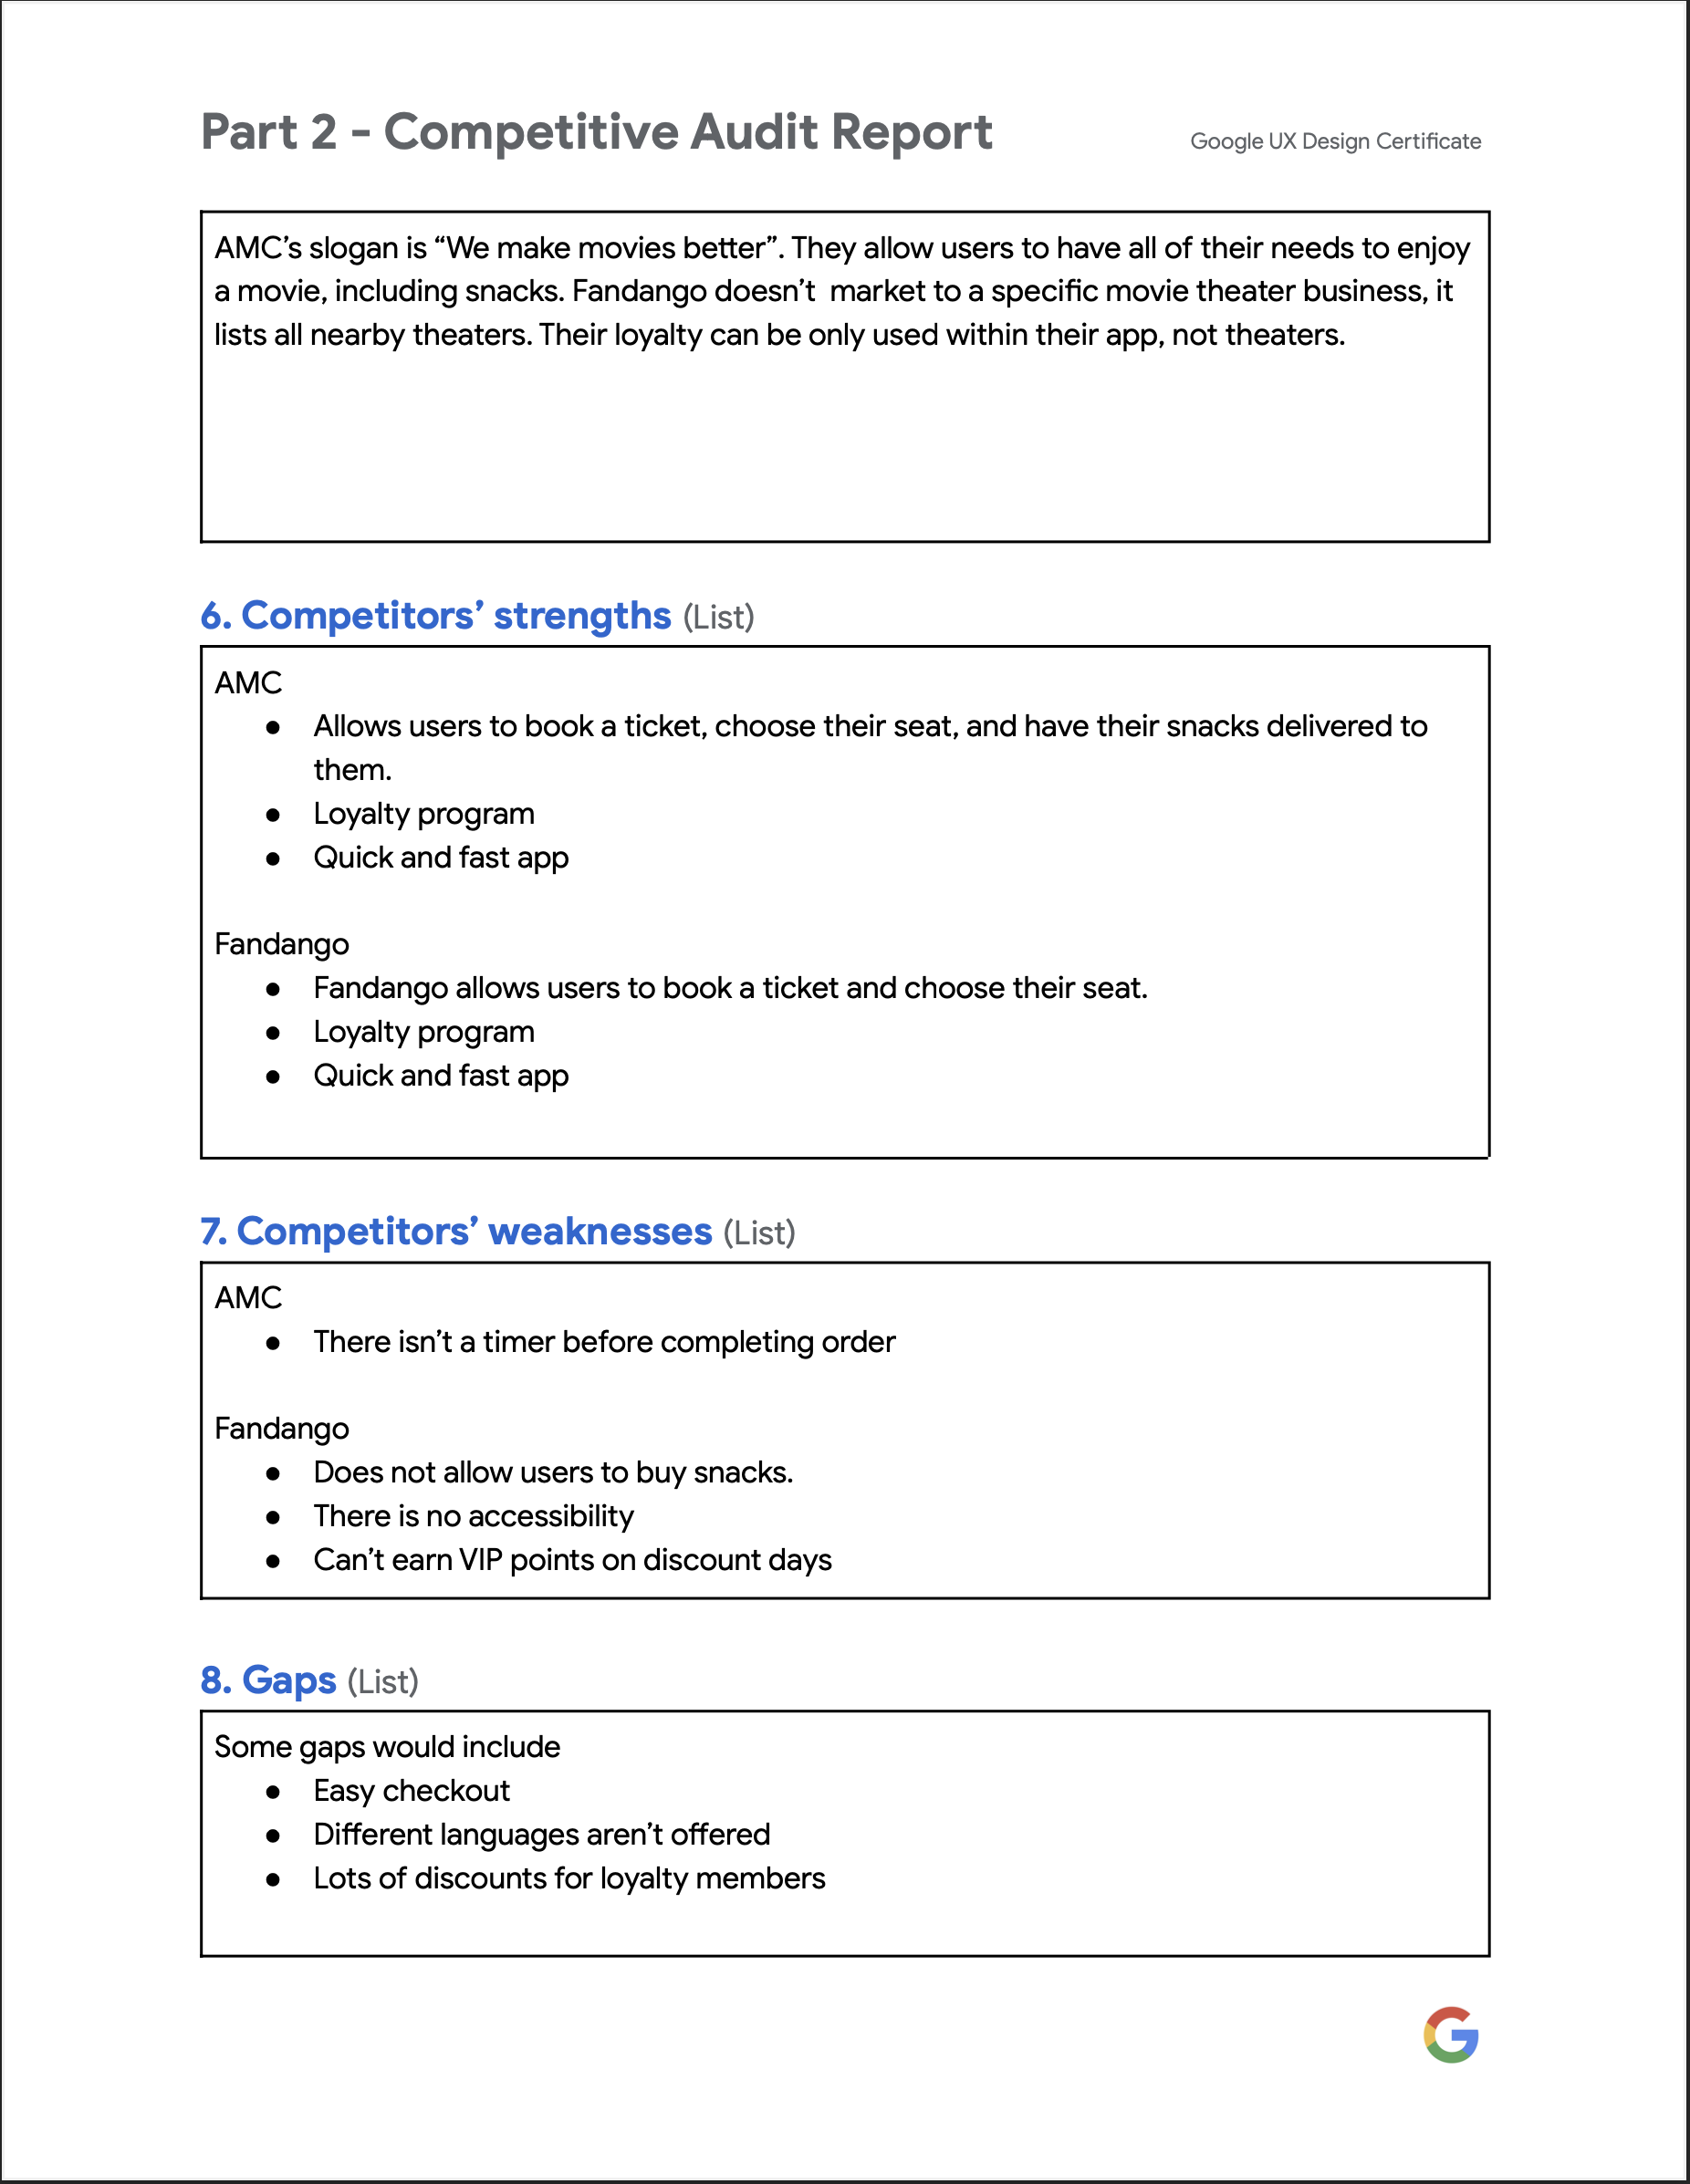 Part 2 - Competitive Audit Report
Google UX Design Certificate
AMC’s slogan is “We make movies better”. They allow users to have all of their needs to enjoy
a movie, including snacks. Fandango doesn’t  market to a specific movie theater business, it
lists all nearby theaters. Their loyalty can be only used within their app, not theaters.
6. Competitors’ strengths (List)
AMC
● Allows users to book a ticket, choose their seat, and have their snacks delivered to
them.
● Loyalty program
● Quick and fast app
Fandango
● Fandango allows users to book a ticket and choose their seat.
● Loyalty program
● Quick and fast app
7. Competitors’ weaknesses (List)
AMC
● There isn’t a timer before completing order
Fandango
● Does not allow users to buy snacks.
● There is no accessibility
● Can’t earn VIP points on discount days
8. Gaps (List)
Some gaps would include
● Easy checkout
● Different languages aren’t offered
● Lots of discounts for loyalty members
G